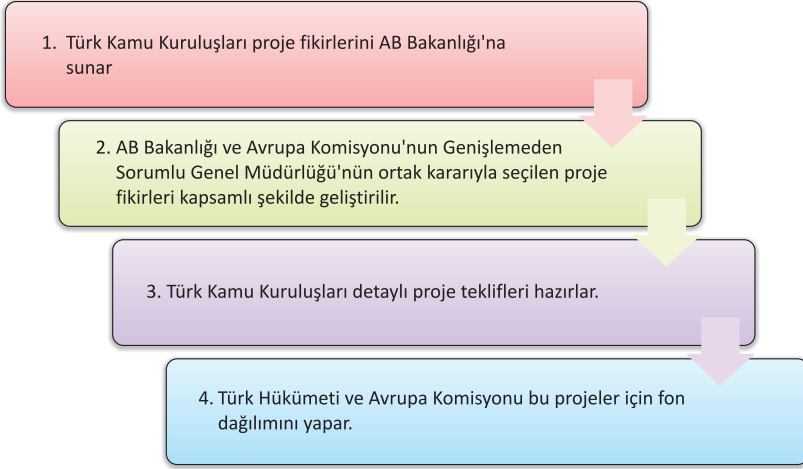 1. Türk Kamu Kuruluşları proje fikirlerini AB Bakanlığı'na
sunar
2. AB Bakanlığı ve Avrupa Komisyonu'nun Genişlemeden
Sorumlu Genel Müdürlüğü'nün ortak kararıyla seçilen proje
fikirleri kapsamlı şekilde geliştirilir.
3. Türk Kamu Kuruluşları detaylı proje teklifleri hazırlar.
4. Türk Hükümeti ve Avrupa Komisyonu bu projeler için fon
dağılımını yapar.